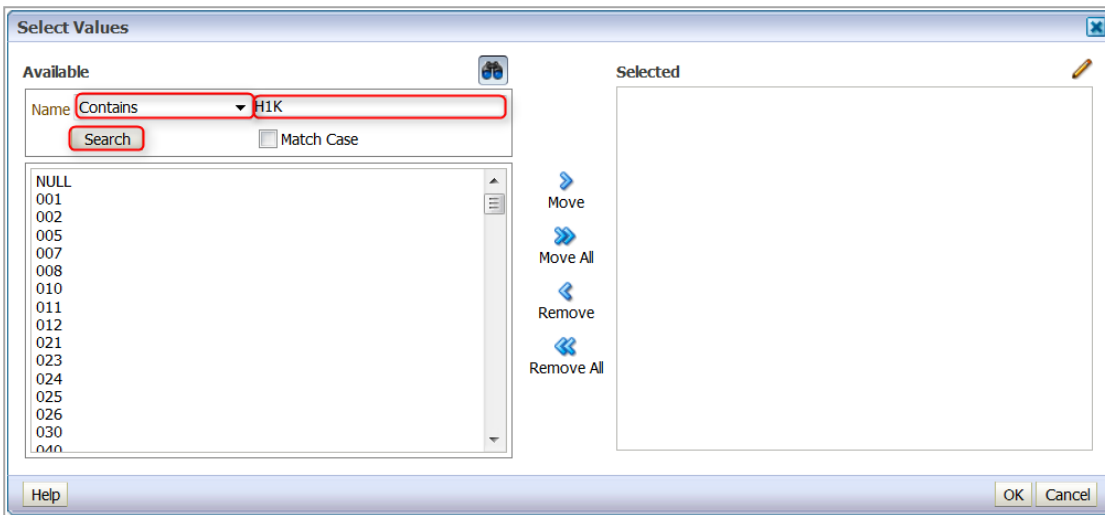 Select Values
Available
Selected
Name Contains H1K
Search Match Case
NULL
001
002
005
007
008
010
011
012
021
023
024
025
026
030
040
Move
Move All
Remove
Remove All
Help
OK Cancel